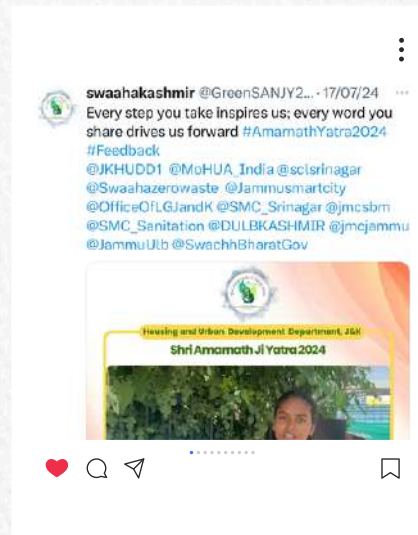 swaahakashmir @GreenSANJY2... · 17/07/24
Every step you take inspires us; every word you
share drives us forward #AmarnathYatra2024
#Feedback
@JKHUDD1 @MoHUA_India @sclsrinagar
@Swaahazerowaste @Jammusmartcity
@OfficeOfLGJandK @SMC_Srinagar @jmcsbm
@SMC_Sanitation @DULBKASHMIR @jmcjammu
@JammuUlb @SwachhBharatGov
Housing and Urban Development Department, J&K
Shri Amarnath Ji Yatra 2024